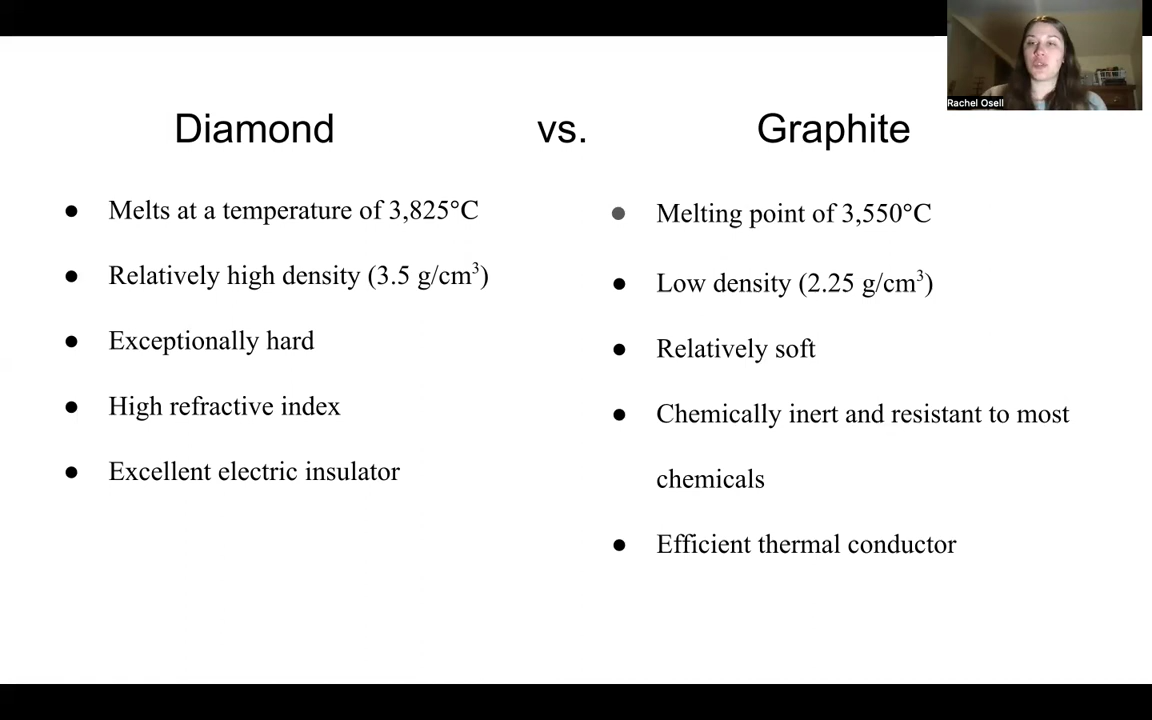 Rachel Osell
Diamond vs. Graphite
● Melts at a temperature of 3,825°C
● Relatively high density (3.5 g/cm³)
● Exceptionally hard
● High refractive index
● Excellent electric insulator
● Melting point of 3,550°C
● Low density (2.25 g/cm³)
● Relatively soft
● Chemically inert and resistant to most
chemicals
● Efficient thermal conductor